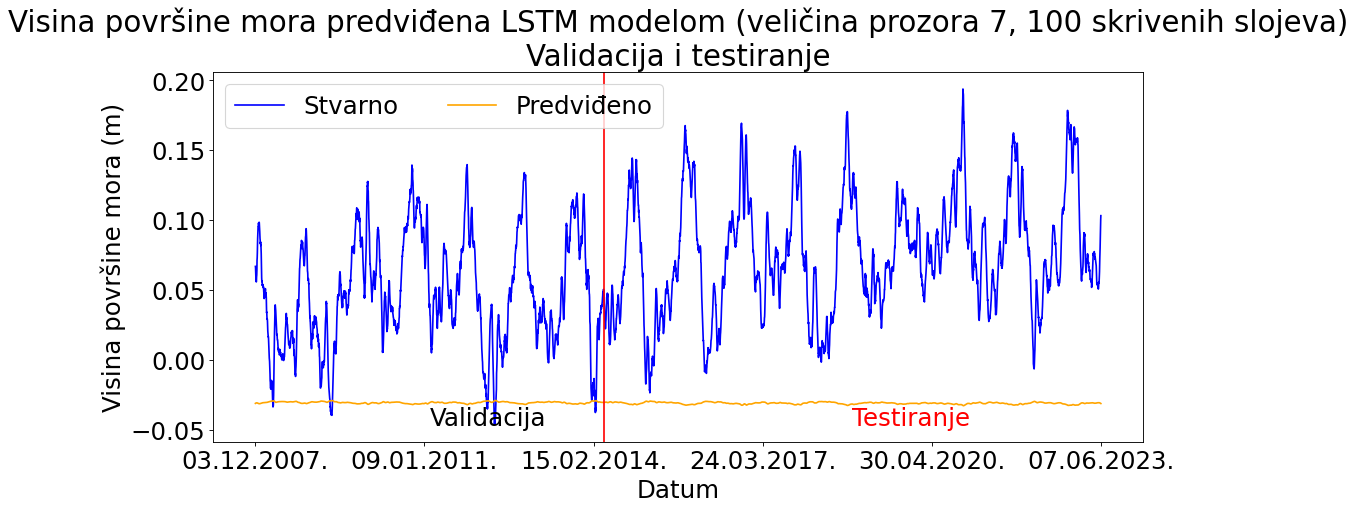 Visina površine mora predviđena LSTM modelom (veličina prozora 7, 100 skrivenih slojeva)
Validacija i testiranje
Stvarno
Predviđeno
Visina površine mora (m)
0.20
0.15
0.10
0.05
0.00
−0.05
Validacija
Testiranje
03.12.2007.
09.01.2011.
15.02.2014.
24.03.2017.
30.04.2020.
07.06.2023.
Datum